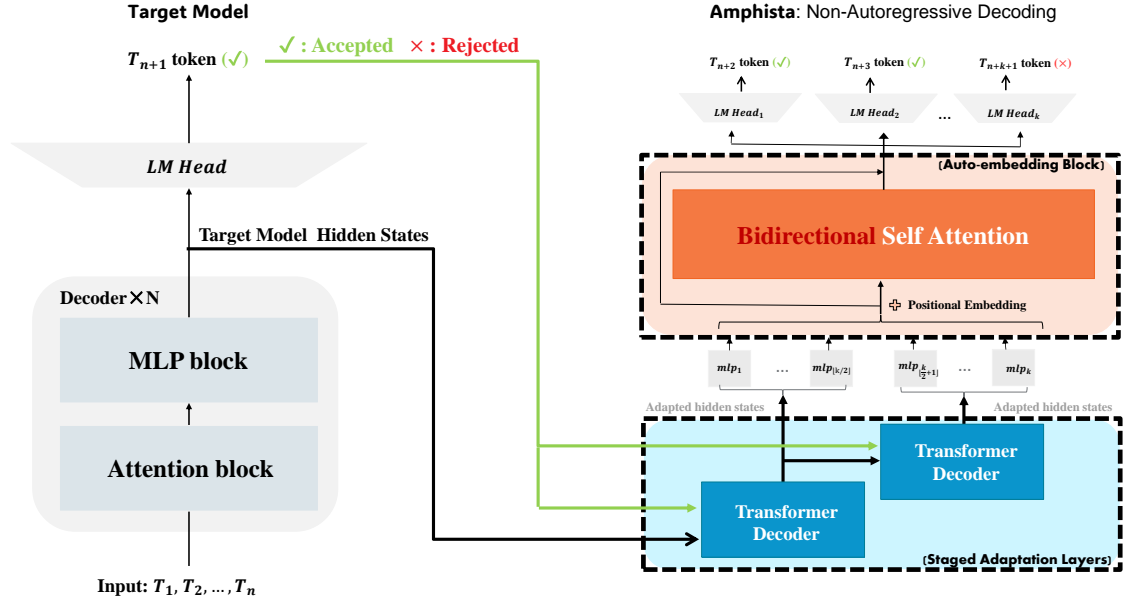 Target Model
Amphista: Non-Autoregressive Decoding
T_{n+1} token (✓)
✓ : Accepted × : Rejected
T_{n+2} token (✓)
T_{n+3} token (✓)
T_{n+k+1} token (×)
LM Head_1
LM Head_2
...
LM Head_k
LM Head
(Auto-embedding Block)
Bidirectional Self Attention
Target Model Hidden States
+ Positional Embedding
Decoder×N
MLP block
Attention block
mlp_1
...
mlp_{⌊k/2⌋}
mlp_{⌊k/2+1⌋}
...
mlp_k
Adapted hidden states
Adapted hidden states
Transformer
Decoder
Transformer
Decoder
(Staged Adaptation Layers)
Input: T_1, T_2, ..., T_n